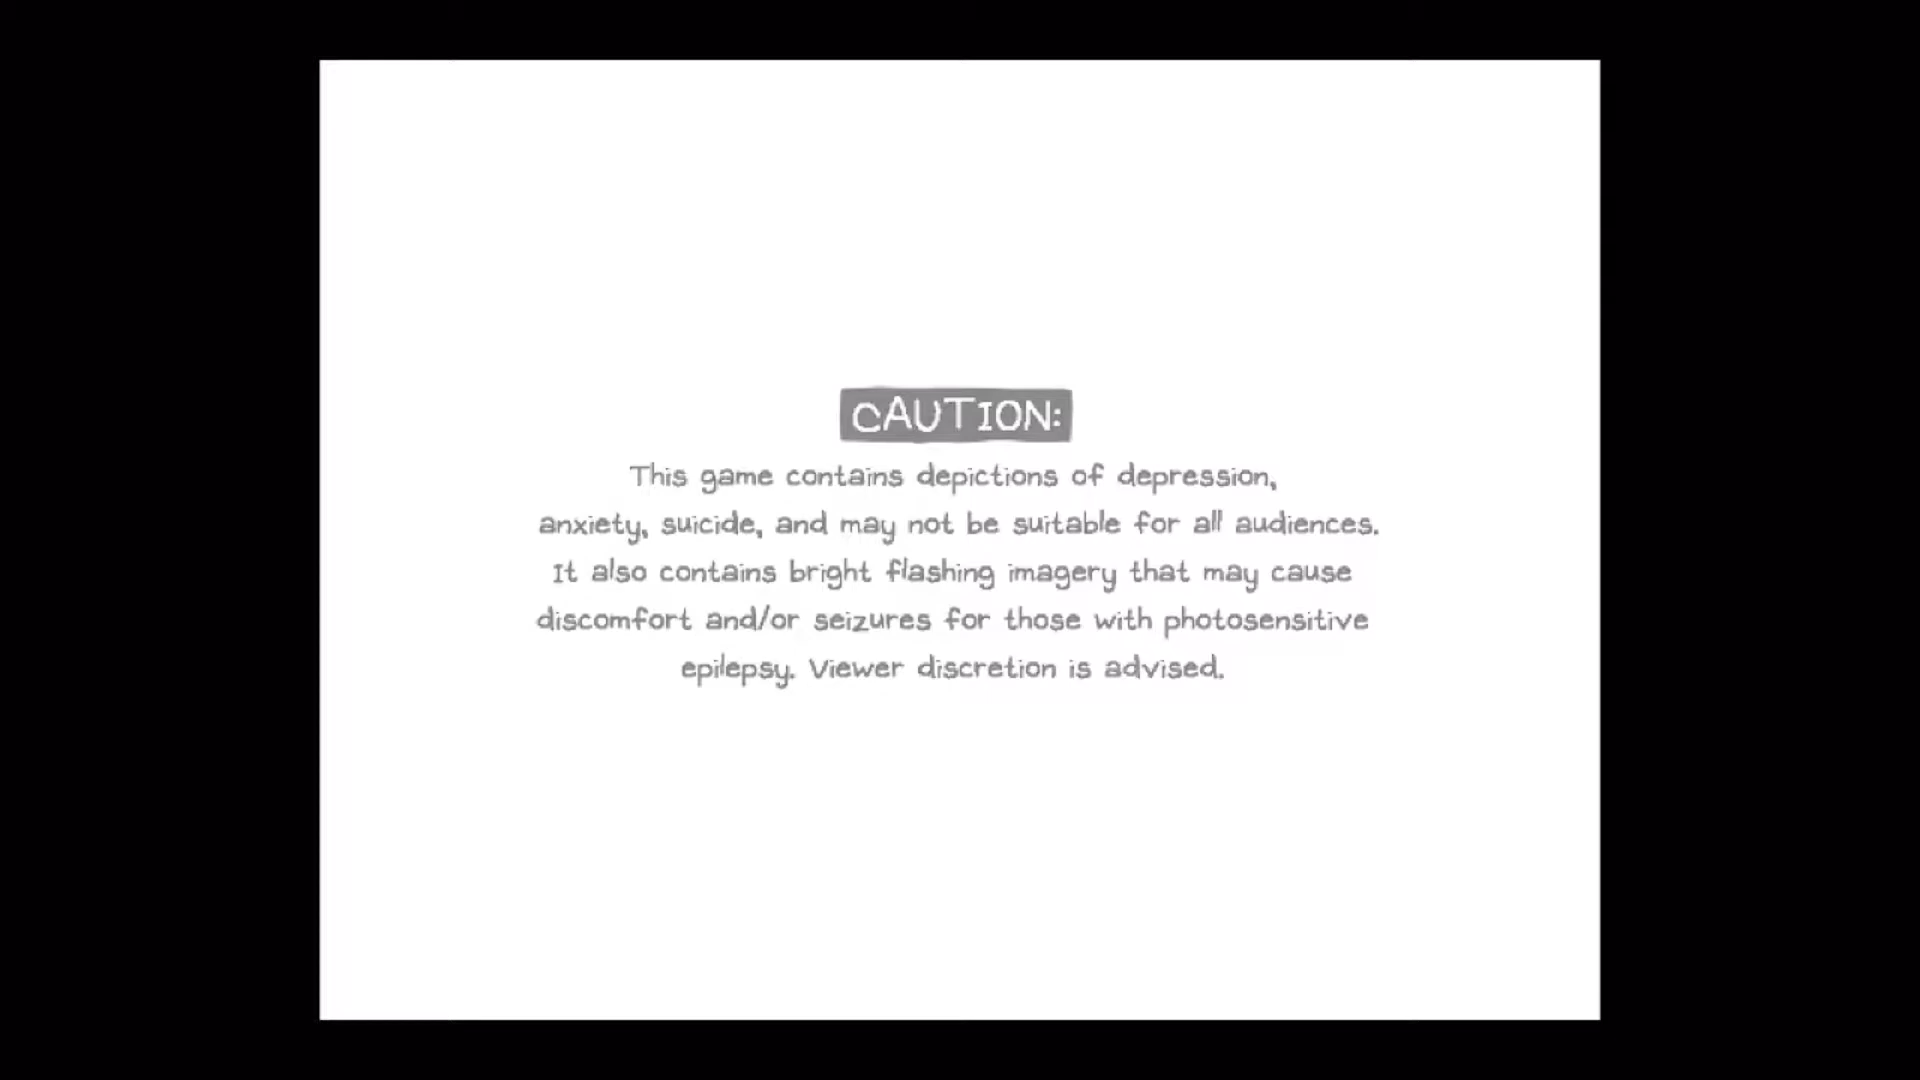 CAUTION:
This game contains depictions of depression,
anxiety, suicide, and may not be suitable for all audiences.
It also contains bright flashing imagery that may cause
discomfort and/or seizures for those with photosensitive
epilepsy. Viewer discretion is advised.